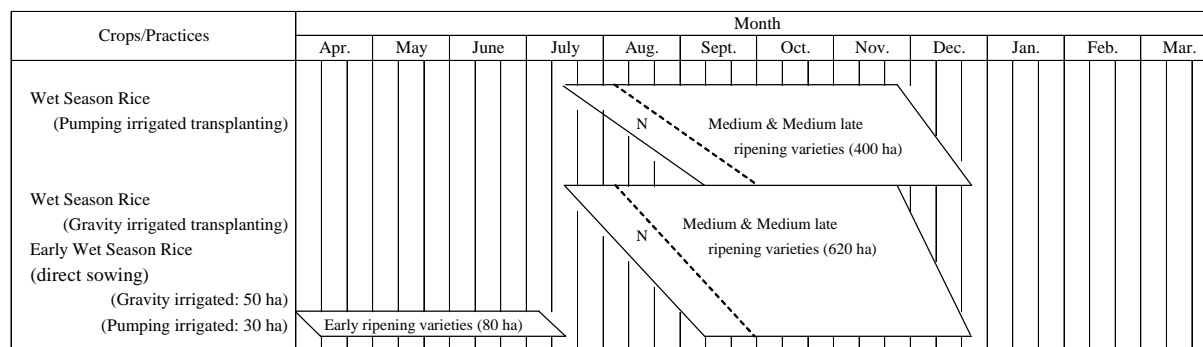 Crops/Practices
Month
Apr. May June July Aug. Sept. Oct. Nov. Dec. Jan. Feb. Mar.
Wet Season Rice
(Pumping irrigated transplanting)
N
Medium & Medium late
ripening varieties (400 ha)
Wet Season Rice
(Gravity irrigated transplanting)
N
Medium & Medium late
ripening varieties (620 ha)
Early Wet Season Rice
(direct sowing)
(Gravity irrigated: 50 ha)
(Pumping irrigated: 30 ha)
Early ripening varieties (80 ha)